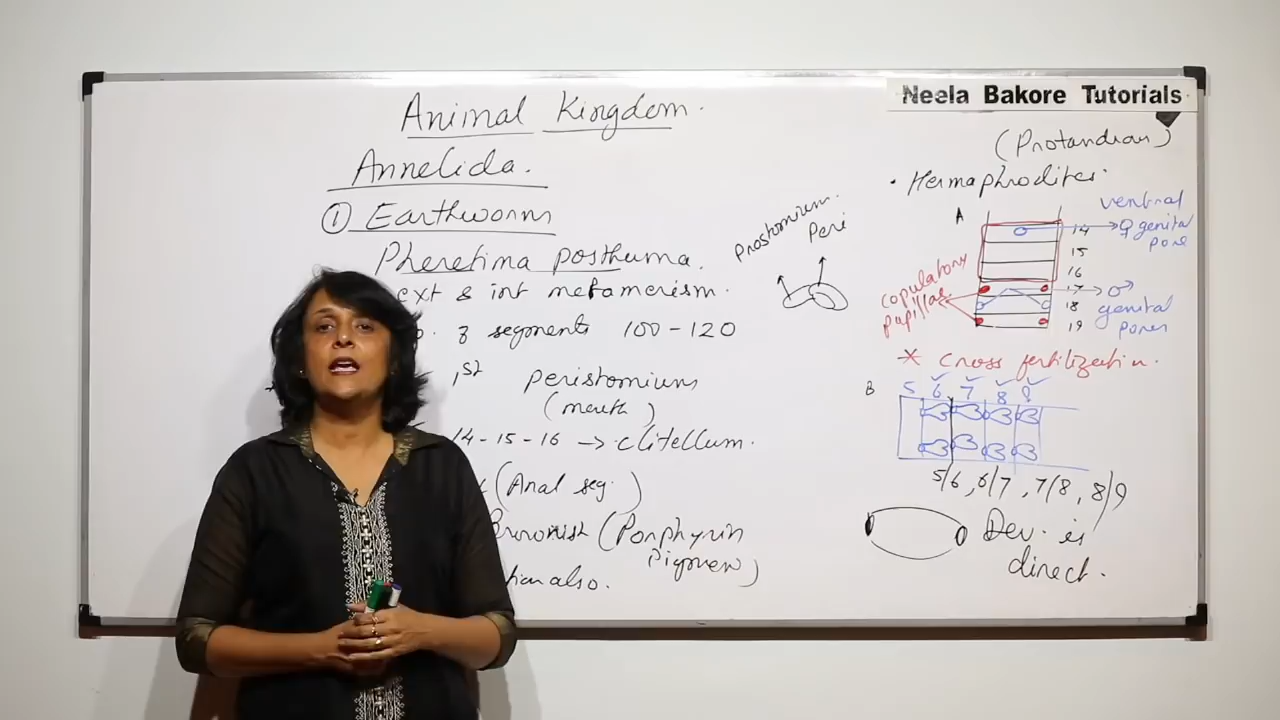 Neela Bakore Tutorials
Animal Kingdom.
Annelida.
① Earthworm
Pheretima posthuma.
ext & int metamerism.
segments 100-120
1st peristomium
(mouth)
14-15-16 → clitellum.
(Anal seg.)
Brownish (Porphyrin
Pigment)
also.
Prostomium.
Peri
(Protandrous)
• Hermaphrodites.
A
ventral
14 → ♀ genital
pore
15
16
17
♂
18
genital
pores
19
copulatory
papillae
* Cross fertilization.
B
5 6 7 8 9
5/6, 6/7, 7/8, 8/9
Dev. is
direct.